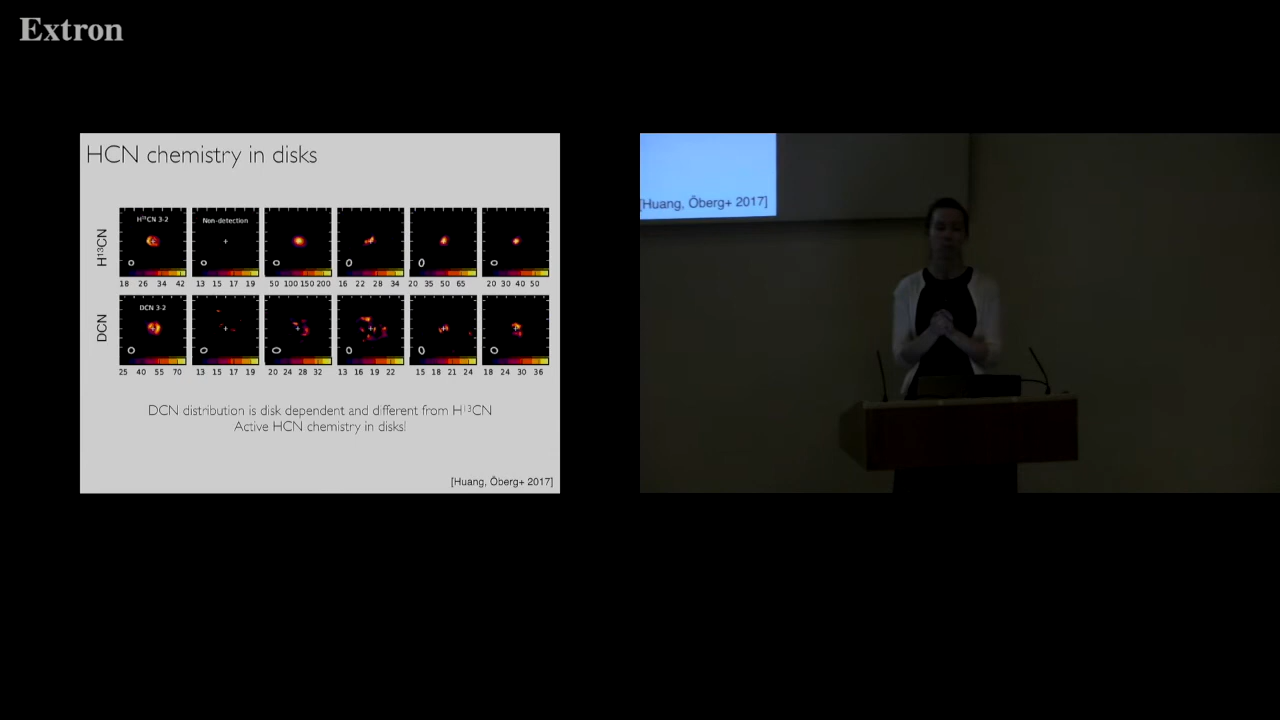 Extron
HCN chemistry in disks
H¹³CN
H¹³CN 3-2
Non-detection
18 26 34 42
13 15 17 19
50 100 150 200
16 22 28 34
20 35 50 65
20 30 40 50
DCN
DCN 3-2
25 40 55 70
13 15 17 19
20 24 28 32
13 16 19 22
15 18 21 24
18 24 30 36
DCN distribution is disk dependent and different from H¹³CN
Active HCN chemistry in disks!
[Huang, Öberg+ 2017]
[Huang, Öberg+ 2017]